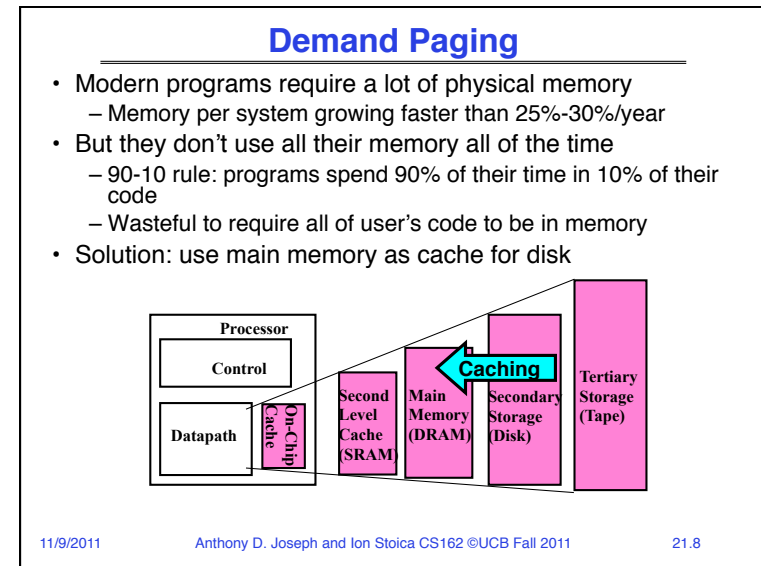 Demand Paging
• Modern programs require a lot of physical memory
– Memory per system growing faster than 25%-30%/year
• But they don't use all their memory all of the time
– 90-10 rule: programs spend 90% of their time in 10% of their
code
– Wasteful to require all of user's code to be in memory
• Solution: use main memory as cache for disk
Processor
Control
Datapath
On-Chip
Cache
Second
Level
Cache
(SRAM)
Main
Memory
(DRAM)
Caching
Secondary
Storage
(Disk)
Tertiary
Storage
(Tape)
11/9/2011
Anthony D. Joseph and Ion Stoica CS162 ©UCB Fall 2011
21.8